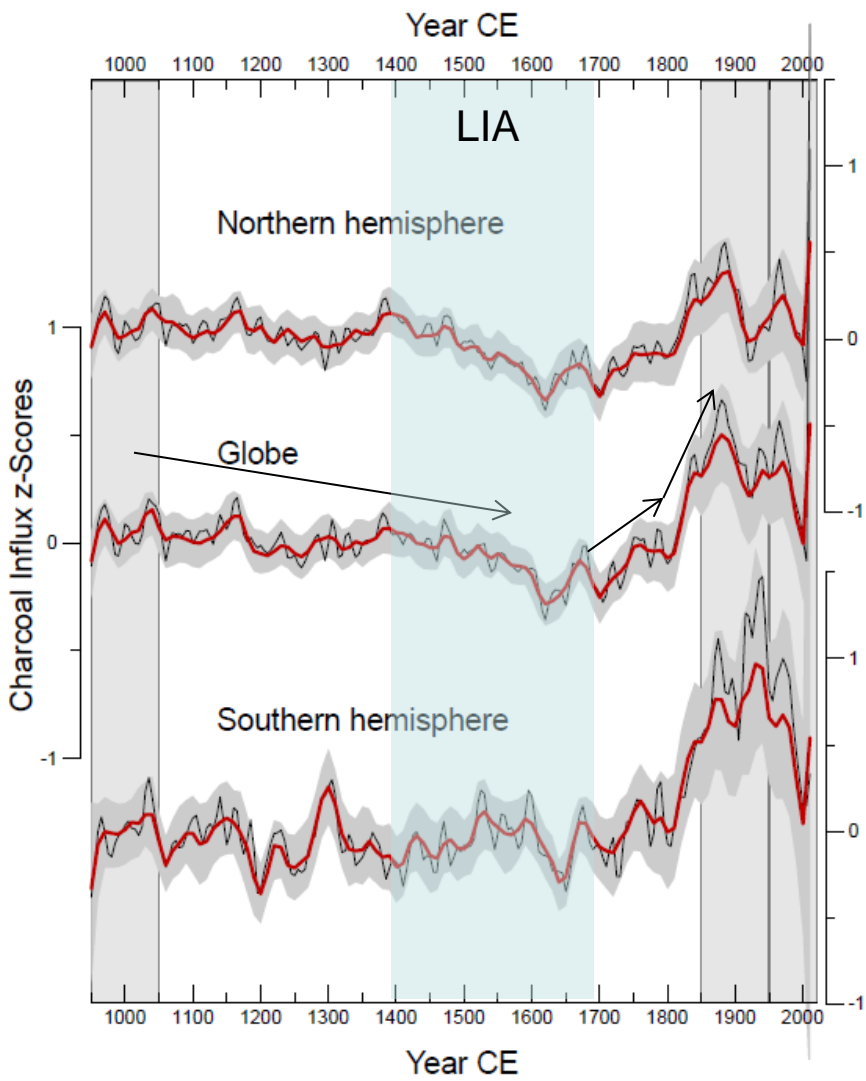 Year CE
1000 1100 1200 1300 1400 1500 1600 1700 1800 1900 2000
LIA
1
Northern hemisphere
1
0
Globe
-1
0
Charcoal Influx z-Scores
1
Southern hemisphere
-1
0
-1
1000 1100 1200 1300 1400 1500 1600 1700 1800 1900 2000
Year CE